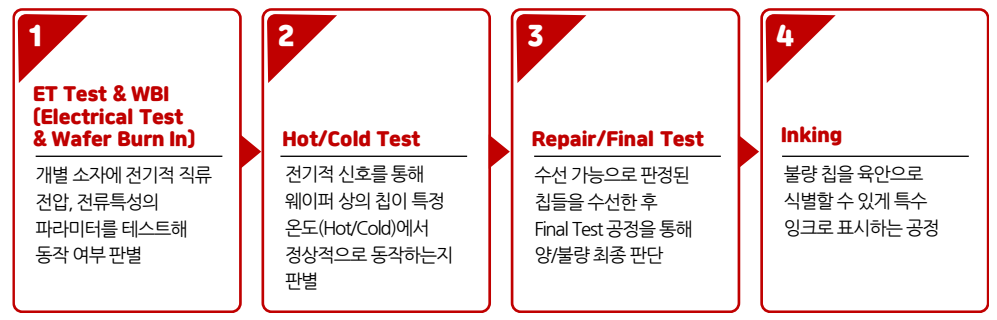 1
ET Test & WBI
(Electrical Test
& Wafer Burn In)
개별 소자에 전기적 직류
전압, 전류특성의
파라미터를 테스트해
동작 여부 판별
2
Hot/Cold Test
전기적 신호를 통해
웨이퍼 상의 칩이 특정
온도(Hot/Cold)에서
정상적으로 동작하는지
판별
3
Repair/Final Test
수선 가능으로 판정된
칩들을 수선한 후
Final Test 공정을 통해
양/불량 최종 판단
4
Inking
불량 칩을 육안으로
식별할 수 있게 특수
잉크로 표시하는 공정